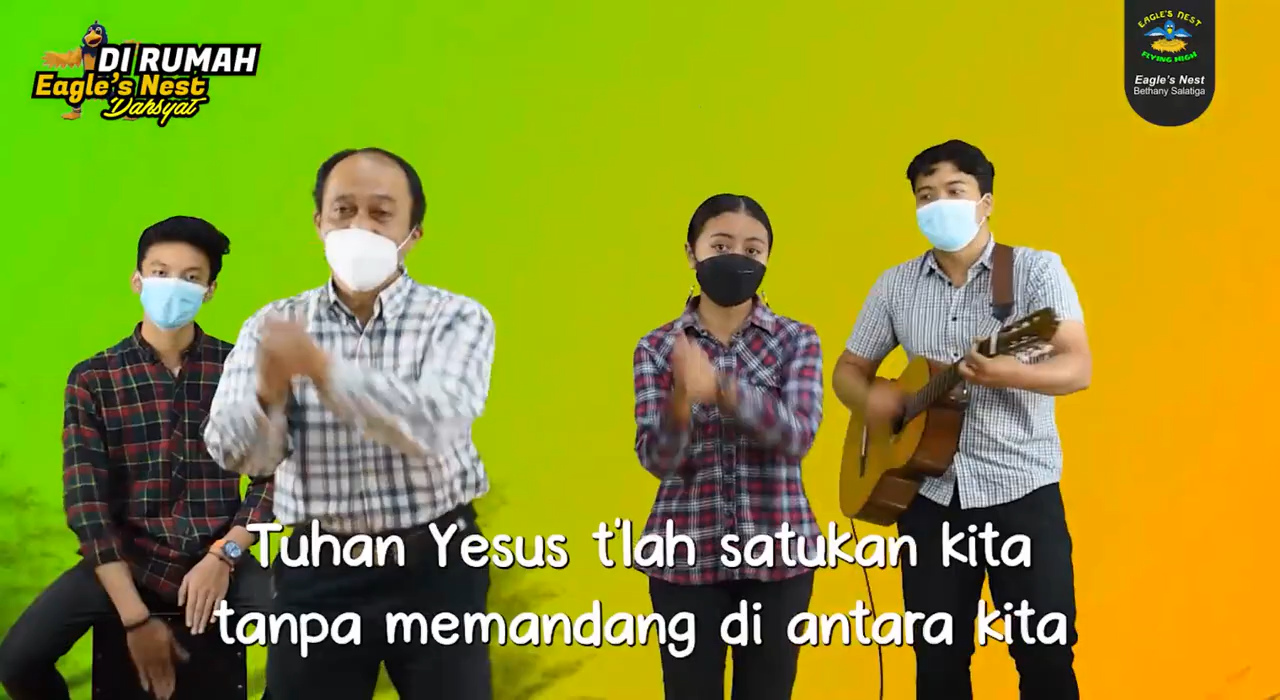 DI RUMAH
Eagle's Nest
Dahsyat
EAGLE'S NEST
FLYING HIGH
Eagle's Nest
Bethany Salatiga
Tuhan Yesus t'lah satukan kita
tanpa memandang di antara kita